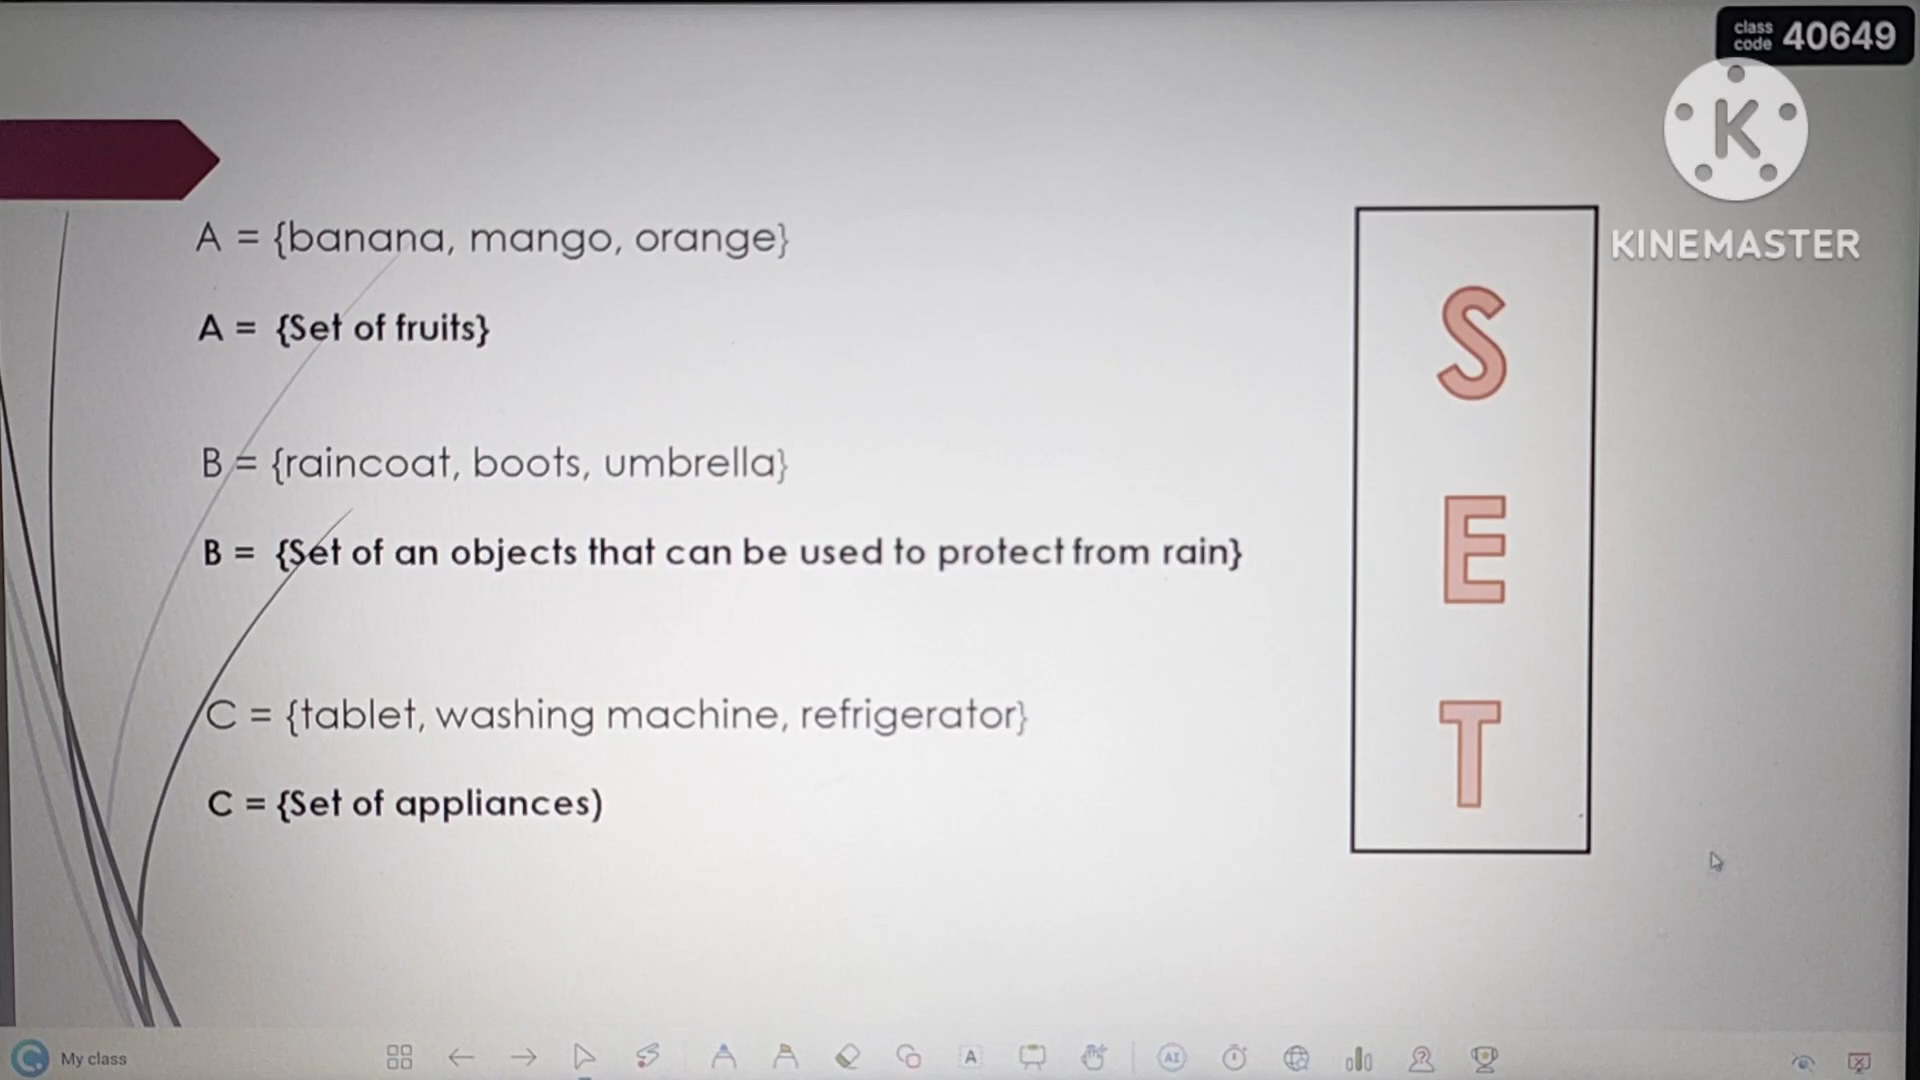 class code 40649
K
KINEMASTER
A = {banana, mango, orange}
A = {Set of fruits}
B = {raincoat, boots, umbrella}
B = {Set of an objects that can be used to protect from rain}
C = {tablet, washing machine, refrigerator}
C = {Set of appliances)
S
E
T
My class
A
AI